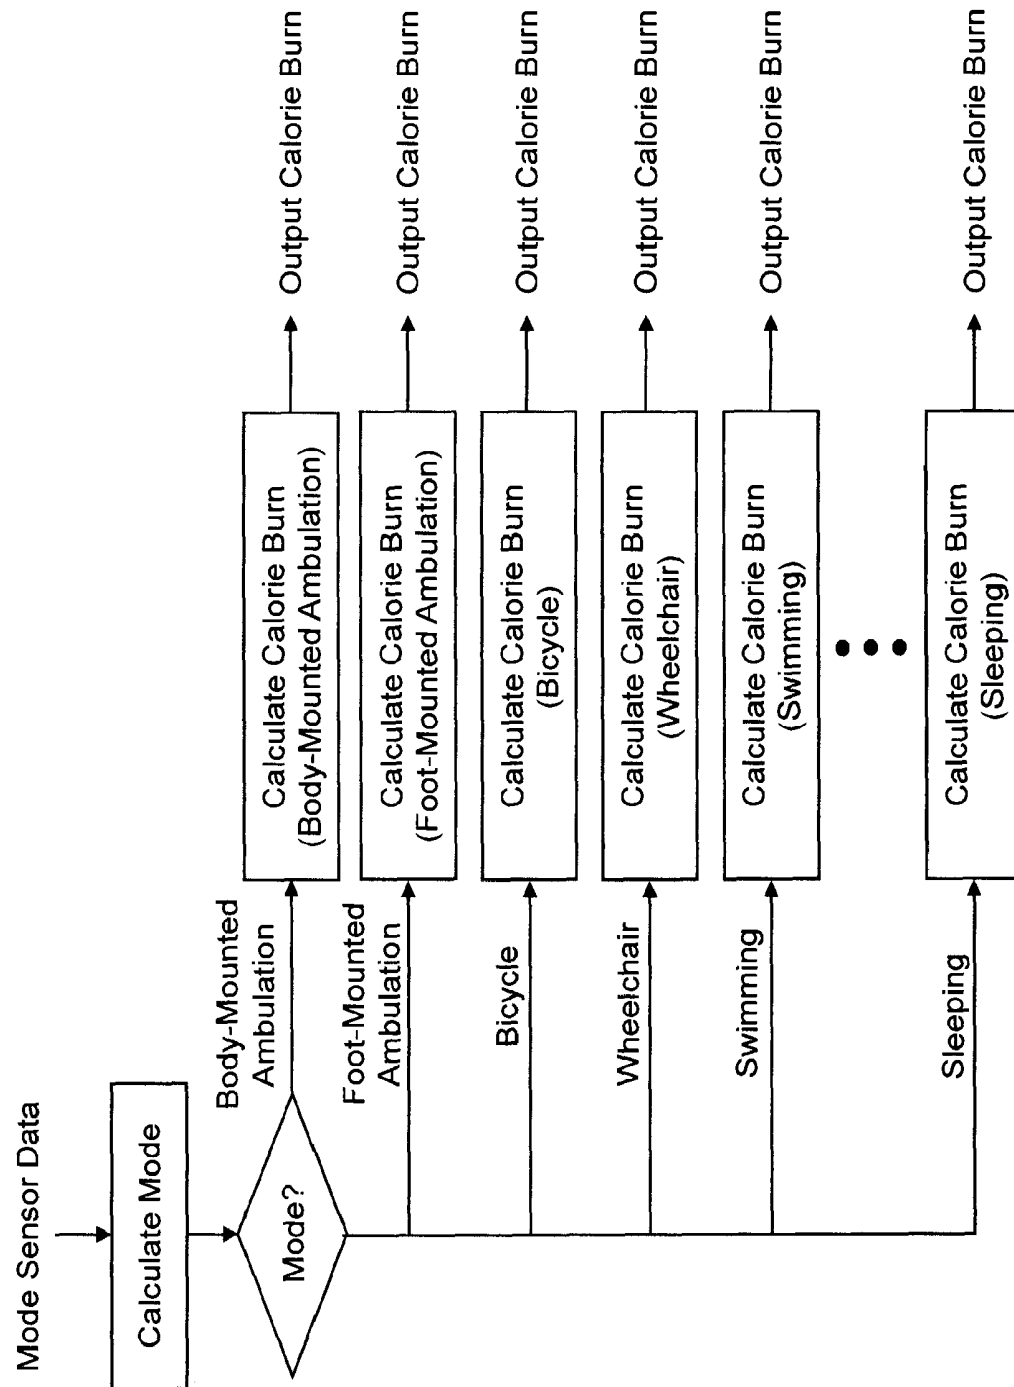 Mode Sensor Data
Calculate Mode
Mode?
Body-Mounted
Ambulation
Calculate Calorie Burn
(Body-Mounted Ambulation)
Output Calorie Burn
Foot-Mounted
Ambulation
Calculate Calorie Burn
(Foot-Mounted Ambulation)
Output Calorie Burn
Bicycle
Calculate Calorie Burn
(Bicycle)
Output Calorie Burn
Wheelchair
Calculate Calorie Burn
(Wheelchair)
Output Calorie Burn
Swimming
Calculate Calorie Burn
(Swimming)
Output Calorie Burn
Sleeping
Calculate Calorie Burn
(Sleeping)
Output Calorie Burn